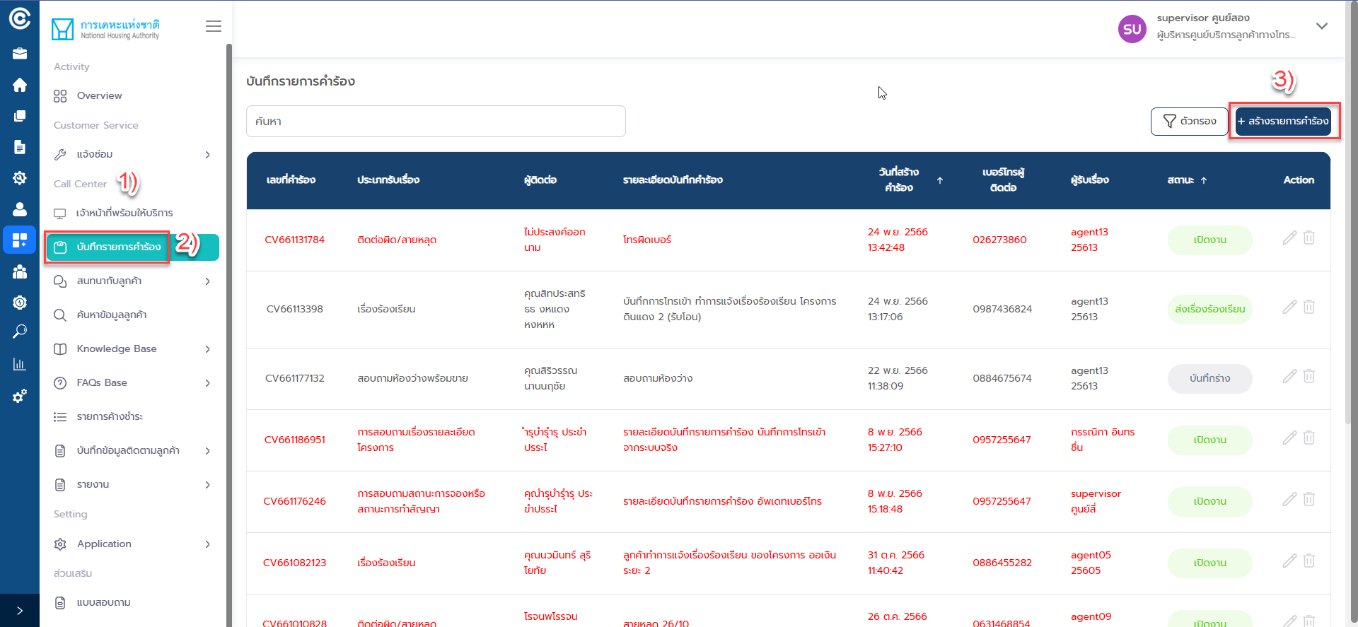 การเคหะแห่งชาติ
National Housing Authority
SU
supervisor ศูนย์สอง
ผู้บริหารศูนย์บริการลูกค้าทางโทร...
Activity
Overview
Customer Service
แจ้งซ่อม
Call Center
1)
เจ้าหน้าที่พร้อมให้บริการ
บันทึกรายการคำร้อง
2)
สนทนากับลูกค้า
ค้นหาข้อมูลลูกค้า
Knowledge Base
FAQs Base
รายการค้างชำระ
บันทึกข้อมูลติดตามลูกค้า
รายงาน
Setting
Application
ส่วนเสริม
แบบสอบถาม
บันทึกรายการคำร้อง
3)
ค้นหา
ตัวกรอง
+ สร้างรายการคำร้อง
เลขที่คำร้อง ประเภทรับเรื่อง ผู้ติดต่อ รายละเอียดบันทึกคำร้อง วันที่สร้าง เบอร์โทรผู้ ผู้รับเรื่อง สถานะ ↑ Action
คำร้อง ↑ ติดต่อ
CV661131784 ติดต่อผิด/สายหลุด ไม่ประสงค์ออก โทรผิดเบอร์ 24 พ.ย. 2566 026273860 agent13 เปิดงาน
นาม 13:42:48 25613
CV66113398 เรื่องร้องเรียน คุณสิทประสทธิ บันทึกการโทรเข้า ทำการแจ้งเรื่องร้องเรียน โครงการ 24 พ.ย. 2566 0987436824 agent13 ส่งเรื่องร้องเรียน
ธธ งหแดง ดินแดง 2 (รับโอน) 13:17:06 25613
หงหหห
CV661177132 สอบถามห้องว่างพร้อมขาย คุณสิริวรรณ สอบถามห้องว่าง 22 พ.ย. 2566 0884675674 agent13 บันทึกร่าง
นานนฤชัย 11:38:09 25613
CV661186951 การสอบถามเรื่องรายละเอียด รายละเอียดบันทึกรายการคำร้อง บันทึกการโทรเข้า 8 พ.ย. 2566 0957255647 กรรณิกา อินทร เปิดงาน
โครงการ จากระบบจริง 15:27:10 ชื่น
CV661176246 การสอบถามสถานะการจองหรือ รายละเอียดบันทึกรายการคำร้อง อัพเดทเบอร์โทร 8 พ.ย. 2566 0957255647 supervisor เปิดงาน
สถานะการทำสัญญา 15:18:48 ศูนย์สี่
CV661082123 เรื่องร้องเรียน คุณนวมินทร์ สุริ ลูกค้าทำการแจ้งเรื่องร้องเรียน ของโครงการ ออเงิน 31 ต.ค. 2566 0886455282 agent05 เปิดงาน
โยทัย ระยะ 2 11:40:42 25605
CV661010828 ติดต่อผิด/สายหลุด โรจนพโรรจน สายหลุด 26/10 26 ต.ค. 2566 0631468854 agent09 เปิดงาน